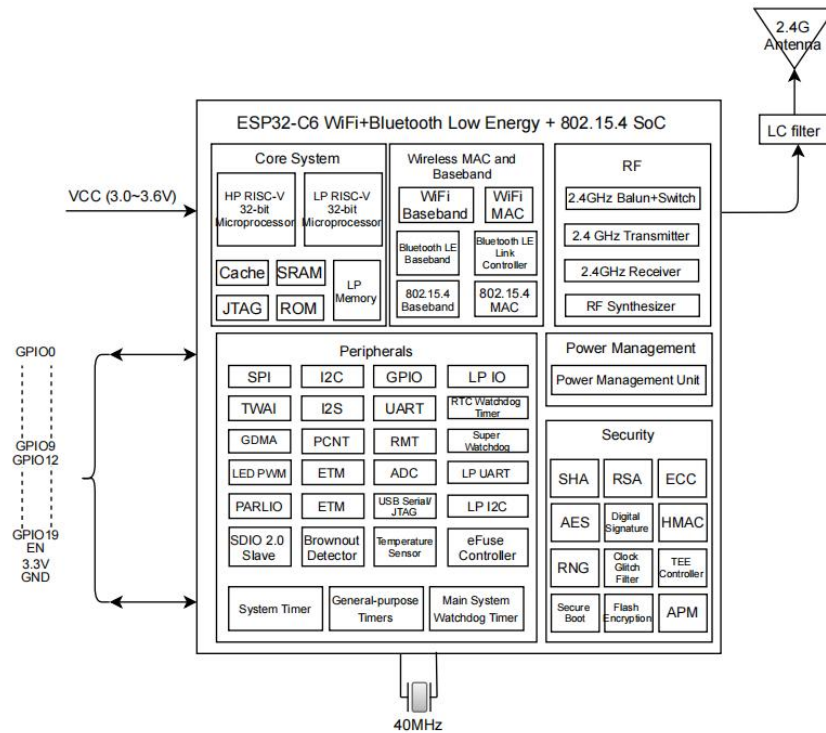 2.4G
Antenna
LC filter
ESP32-C6 WiFi+Bluetooth Low Energy + 802.15.4 SoC
VCC (3.0~3.6V)
Core System
HP RISC-V
32-bit
Microprocessor
LP RISC-V
32-bit
Microprocessor
Cache
SRAM
LP
Memory
JTAG
ROM
Wireless MAC and
Baseband
WiFi
Baseband
WiFi
MAC
Bluetooth LE
Baseband
Bluetooth LE
Link
Controller
802.15.4
Baseband
802.15.4
MAC
RF
2.4GHz Balun+Switch
2.4 GHz Transmitter
2.4GHz Receiver
RF Synthesizer
GPIO0
GPIO9
GPIO12
GPIO19
EN
3.3V
GND
Peripherals
SPI
I2C
GPIO
LP IO
TWAI
I2S
UART
RTC Watchdog
Timer
GDMA
PCNT
RMT
Super
Watchdog
LED PWM
ETM
ADC
LP UART
PARLIO
ETM
USB Serial/
JTAG
LP I2C
SDIO 2.0
Slave
Brownout
Detector
Temperature
Sensor
eFuse
Controller
System Timer
General-purpose
Timers
Main System
Watchdog Timer
Power Management
Power Management Unit
Security
SHA
RSA
ECC
AES
Digital
Signature
HMAC
RNG
Clock
Glitch
Filter
TEE
Controller
Secure
Boot
Flash
Encryption
APM
40MHz